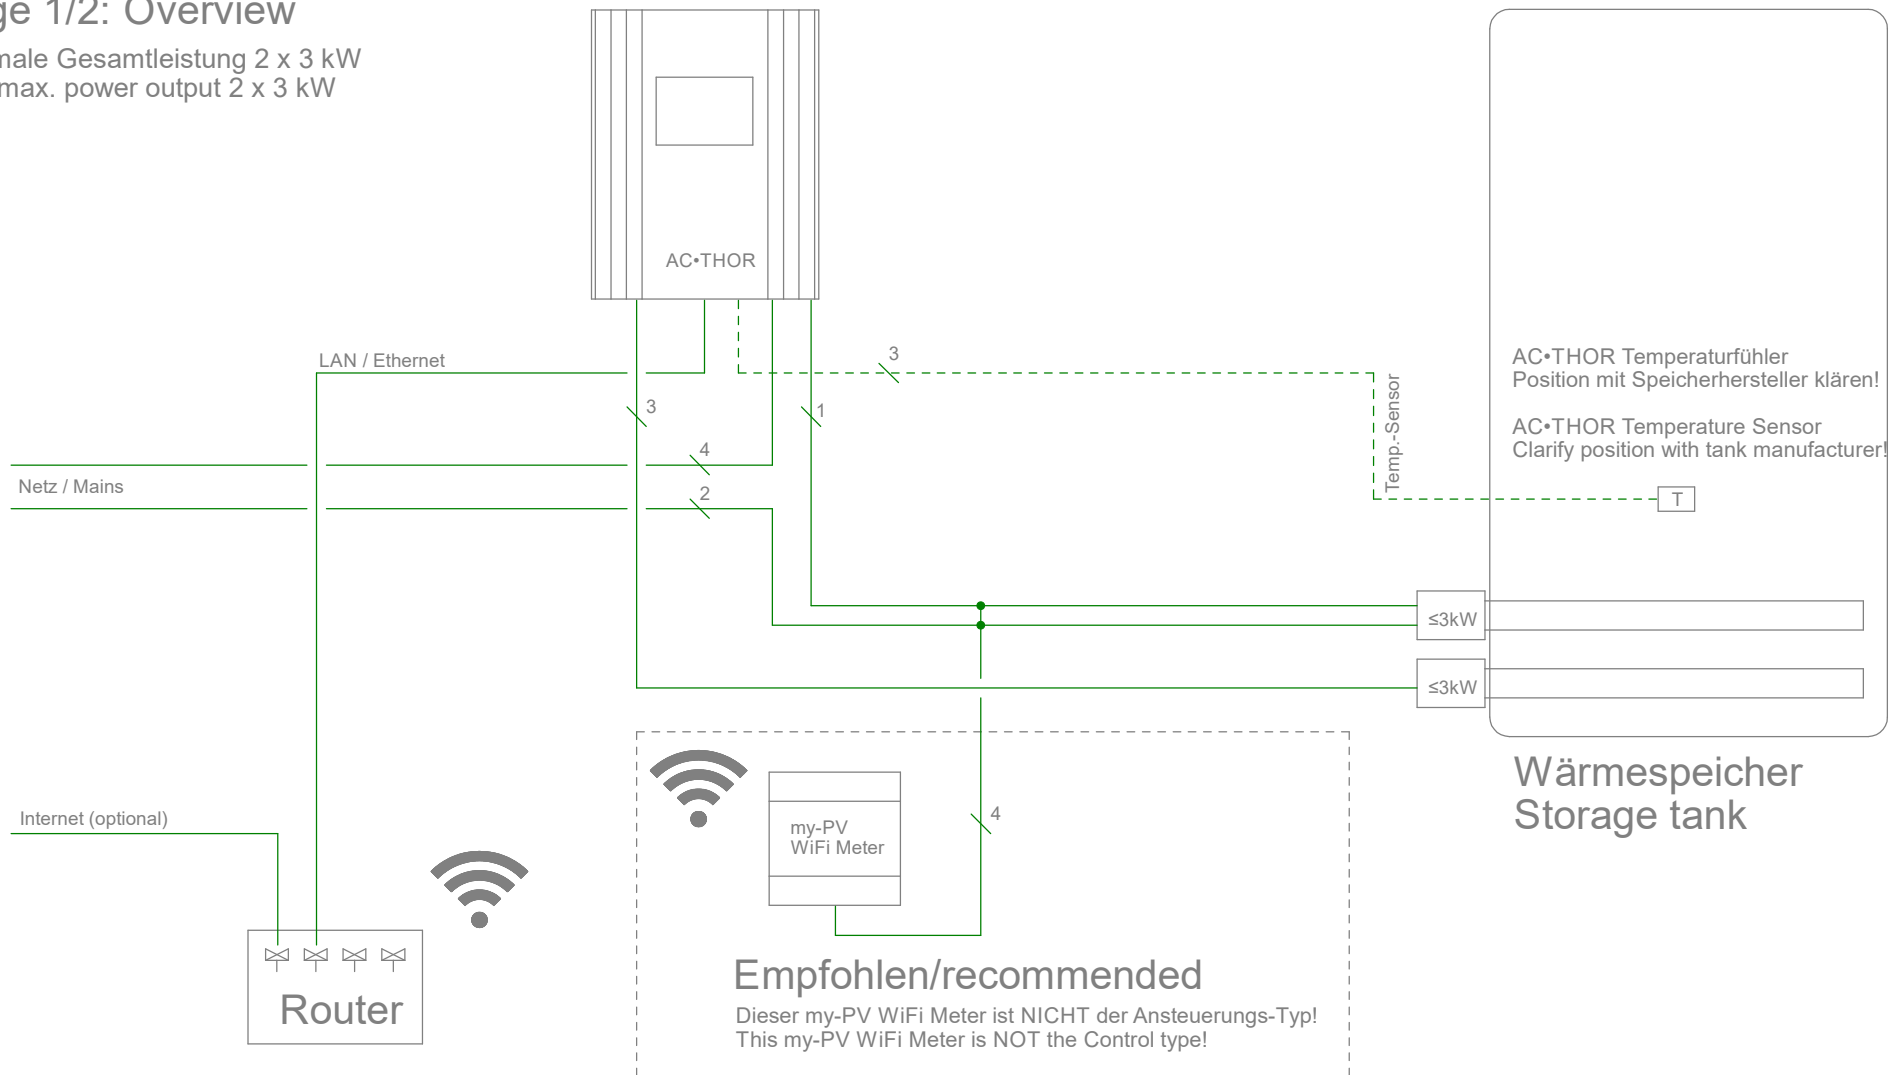 ge 1/2: Overview
male Gesamtleistung 2 x 3 kW
max. power output 2 x 3 kW
AC•THOR
LAN / Ethernet
3
3
1
4
Netz / Mains
2
Temp.-Sensor
AC•THOR Temperaturfühler
Position mit Speicherhersteller klären!
AC•THOR Temperature Sensor
Clarify position with tank manufacturer!
T
≤3kW
≤3kW
Wärmespeicher
Storage tank
Internet (optional)
my-PV
WiFi Meter
4
Router
Empfohlen/recommended
Dieser my-PV WiFi Meter ist NICHT der Ansteuerungs-Typ!
This my-PV WiFi Meter is NOT the Control type!